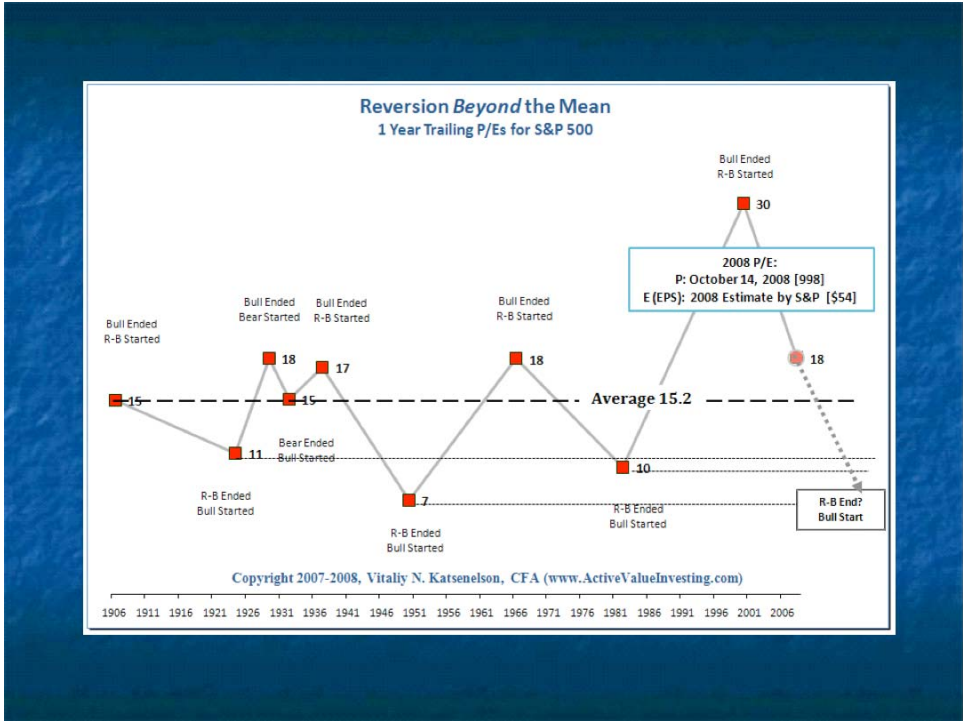 Reversion Beyond the Mean
1 Year Trailing P/Es for S&P 500
Bull Ended
R-B Started
30
2008 P/E:
P: October 14, 2008 [998]
E (EPS): 2008 Estimate by S&P [$54]
Bull Ended
R-B Started
Bull Ended
Bear Started
Bull Ended
R-B Started
Bull Ended
R-B Started
18
17
18
18
15
15
Average 15.2
11
Bear Ended
Bull Started
10
R-B Ended
Bull Started
7
R-B Ended
Bull Started
R-B Ended
Bull Started
R-B End?
Bull Start
Copyright 2007-2008, Vitaliy N. Katsenelson, CFA (www.ActiveValueInvesting.com)
1906 1911 1916 1921 1926 1931 1936 1941 1946 1951 1956 1961 1966 1971 1976 1981 1986 1991 1996 2001 2006